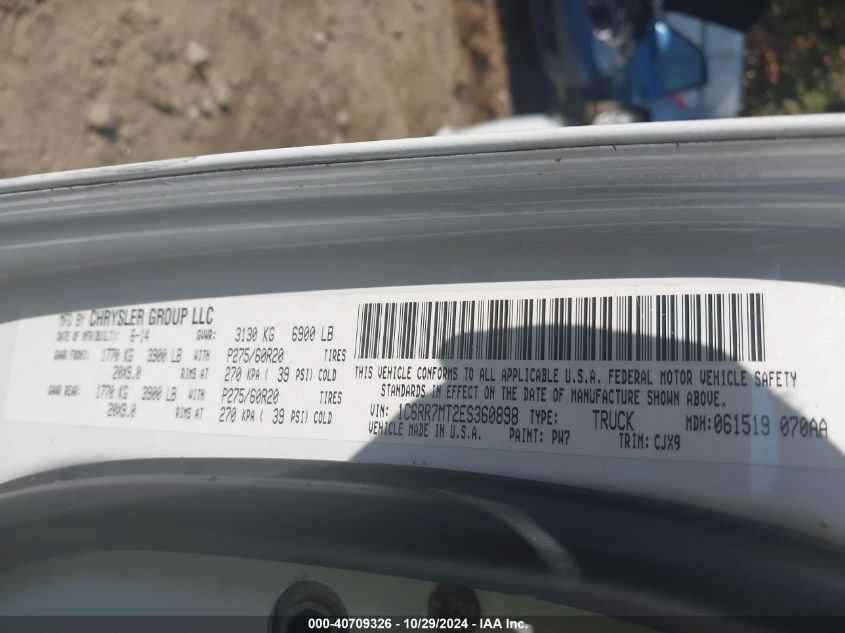 MFD BY CHRYSLER GROUP LLC
DATE OF MFR(BUILT): 6-14 GVWR: 3130 KG 6900 LB
GAWR FRONT: 1770 KG 3900 LB WITH P275/60R20 TIRES
20X9.0 RIMS AT 270 KPA ( 39 PSI) COLD
GAWR REAR: 1770 KG 3900 LB WITH P275/60R20 TIRES
20X9.0 RIMS AT 270 KPA ( 39 PSI) COLD
THIS VEHICLE CONFORMS TO ALL APPLICABLE U.S.A. FEDERAL MOTOR VEHICLE SAFETY
STANDARDS IN EFFECT ON THE DATE OF MANUFACTURE SHOWN ABOVE.
VIN: 1C6RR7MT2ES360898 TYPE: TRUCK MDH: 061519 070AA
VEHICLE MADE IN U.S.A. PAINT: PW7 TRIM: CJX9
000-40709326 - 10/29/2024 - IAA Inc.